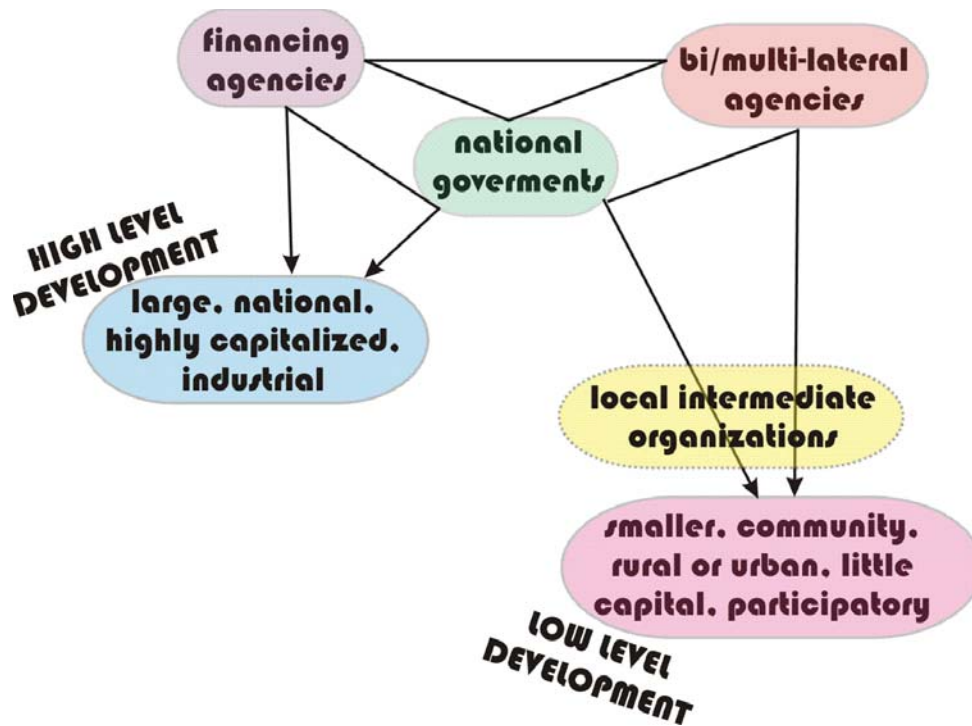 financing
agencies
bi/multi-lateral
agencies
national
goverments
HIGH LEVEL
DEVELOPMENT
large, national,
highly capitalized,
industrial
local intermediate
organizations
smaller, community,
rural or urban, little
capital, participatory
LOW LEVEL
DEVELOPMENT